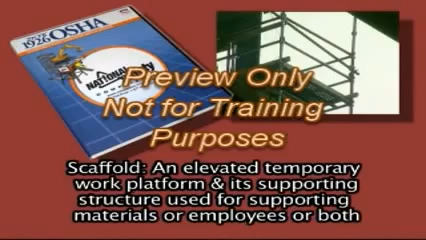 1926 OSHA
NATIONAL
Preview Only
Not for Training
Purposes
Scaffold: An elevated temporary
work platform & its supporting
structure used for supporting
materials or employees or both